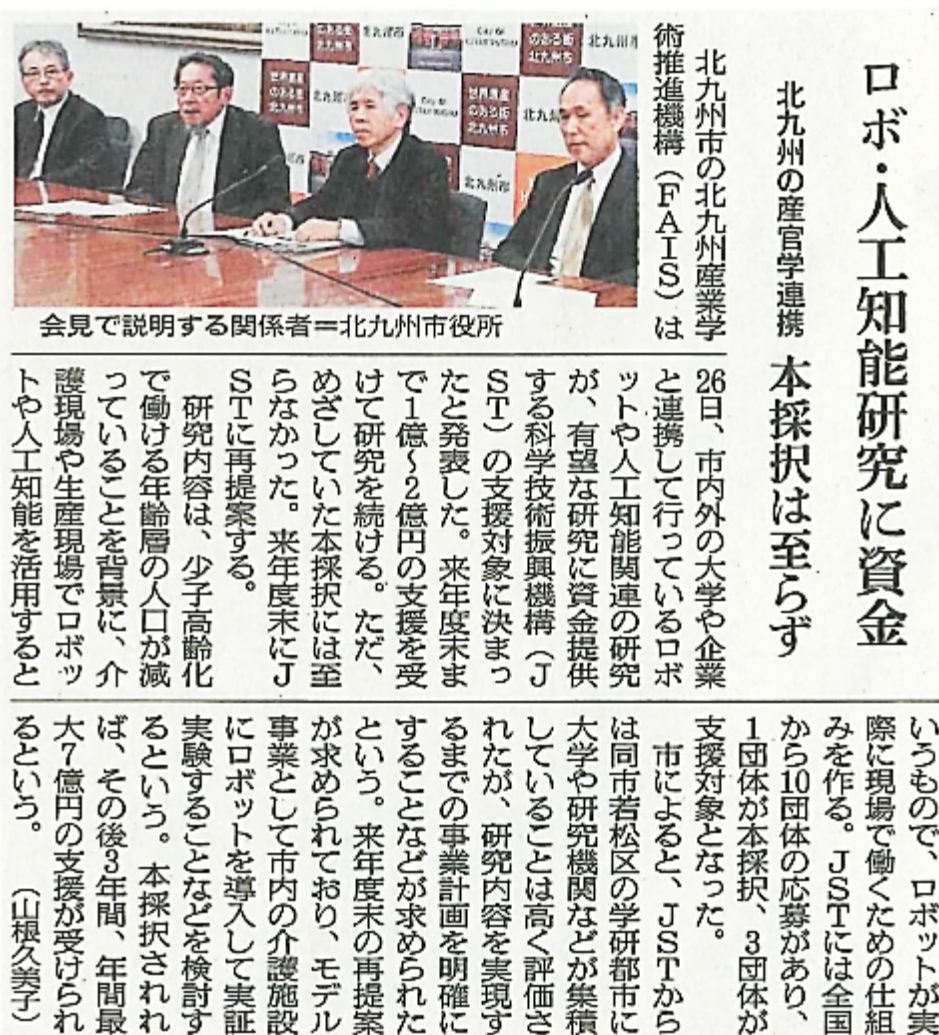 ロボ・人工知能研究に資金
北九州の産官学連携 本採択は至らず
北九州市の北九州産業学
術推進機構（FAIS）は
26日、市内外の大学や企業
と連携して行っているロボ
ットや人工知能関連の研究
が、有望な研究に資金提供
する科学技術振興機構（J
ST）の支援対象に決まっ
たと発表した。来年度末ま
で1億～2億円の支援を受
けて研究を続ける。ただ、
めざしていた本採択には至
らなかった。来年度末にJ
STに再提案する。
研究内容は、少子高齢化
で働ける年齢層の人口が減
っていることを背景に、介
護現場や生産現場でロボッ
トや人工知能を活用すると
いうもので、ロボットが実
際に現場で働くための仕組
みを作る。JSTには全国
から10団体の応募があり、
1団体が本採択、3団体が
支援対象となった。
市によると、JSTから
は同市若松区の学研都市に
大学や研究機関などが集積
していることは高く評価さ
れたが、研究内容を実現す
るまでの事業計画を明確に
することなどが求められた
という。来年度末の再提案
が求められており、モデル
事業として市内の介護施設
にロボットを導入して実証
実験することなどを検討す
るという。本採択されれ
ば、その後3年間、年間最
大7億円の支援が受けられ
るという。 （山根久美子）
会見で説明する関係者＝北九州市役所
世界遺産
のある街
北九州市
北九州市